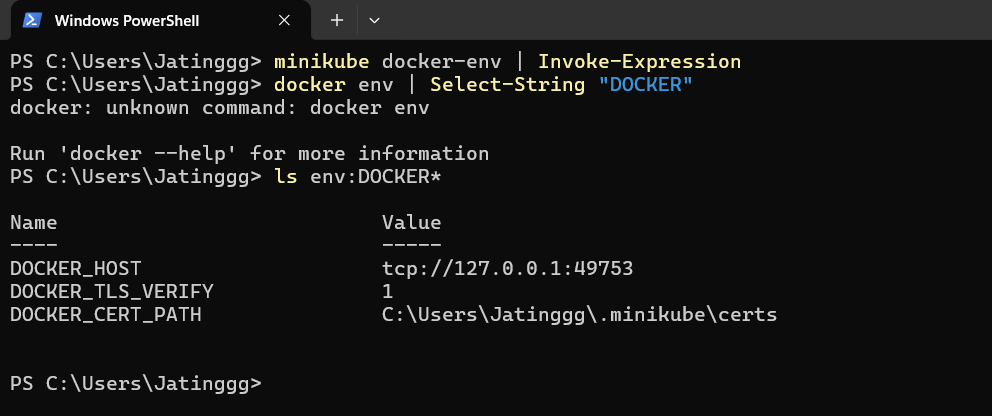 Windows PowerShell
PS C:\Users\Jatinggg> minikube docker-env | Invoke-Expression
PS C:\Users\Jatinggg> docker env | Select-String "DOCKER"
docker: unknown command: docker env
Run 'docker --help' for more information
PS C:\Users\Jatinggg> ls env:DOCKER*
Name                           Value
----                           -----
DOCKER_HOST                    tcp://127.0.0.1:49753
DOCKER_TLS_VERIFY              1
DOCKER_CERT_PATH               C:\Users\Jatinggg\.minikube\certs
PS C:\Users\Jatinggg>